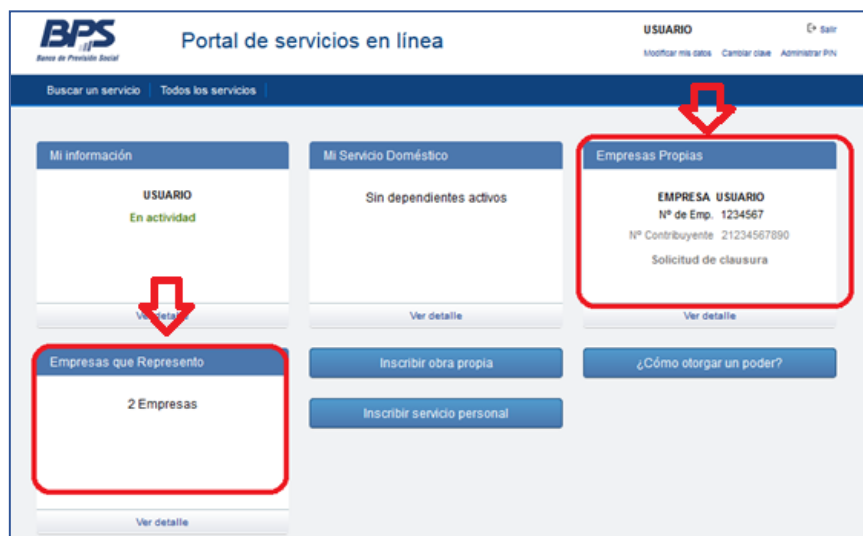 BPS
Banco de Previsión Social
Portal de servicios en línea
USUARIO
Salir
Modificar mis datos Cambiar clave Administrar PIN
Buscar un servicio Todos los servicios
Mi información
USUARIO
En actividad
Ver detalle
Mi Servicio Doméstico
Sin dependientes activos
Ver detalle
Empresas Propias
EMPRESA USUARIO
Nº de Emp. 1234567
Nº Contribuyente 21234567890
Solicitud de clausura
Ver detalle
Empresas que Represento
2 Empresas
Ver detalle
Inscribir obra propia
Inscribir servicio personal
¿Cómo otorgar un poder?